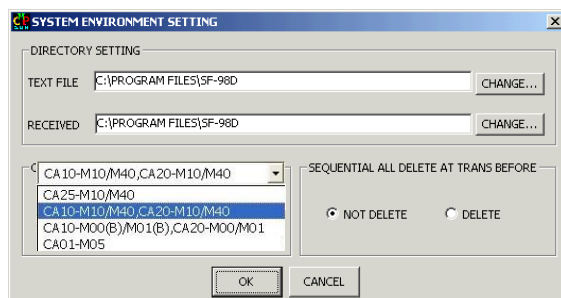 SYSTEM ENVIRONMENT SETTING
DIRECTORY SETTING
TEXT FILE C:\PROGRAM FILES\SF-98D CHANGE...
RECEIVED C:\PROGRAM FILES\SF-98D CHANGE...
C
CA10-M10/M40,CA20-M10/M40
CA25-M10/M40
CA10-M10/M40,CA20-M10/M40
CA10-M00(B)/M01(B),CA20-M00/M01
CA01-M05
SEQUENTIAL ALL DELETE AT TRANS BEFORE
NOT DELETE DELETE
OK CANCEL